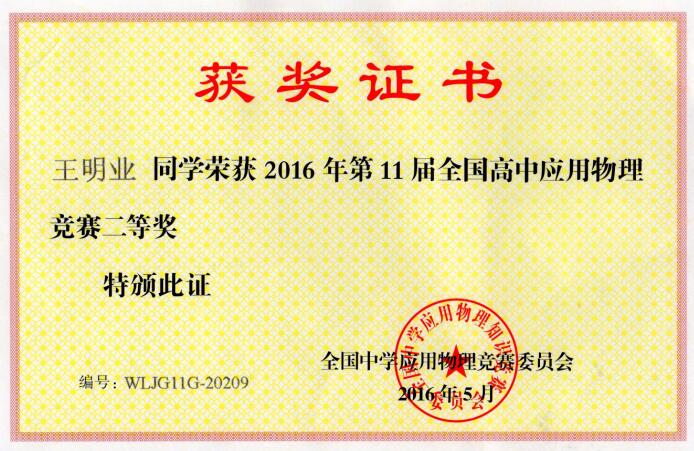 获奖证书
王明业 同学荣获 2016 年第 11 届全国高中应用物理
竞赛二等奖
特颁此证
全国中学应用物理知识竞赛
委员会
全国中学应用物理竞赛委员会
编号：WLJG11G-20209
2016 年 5 月